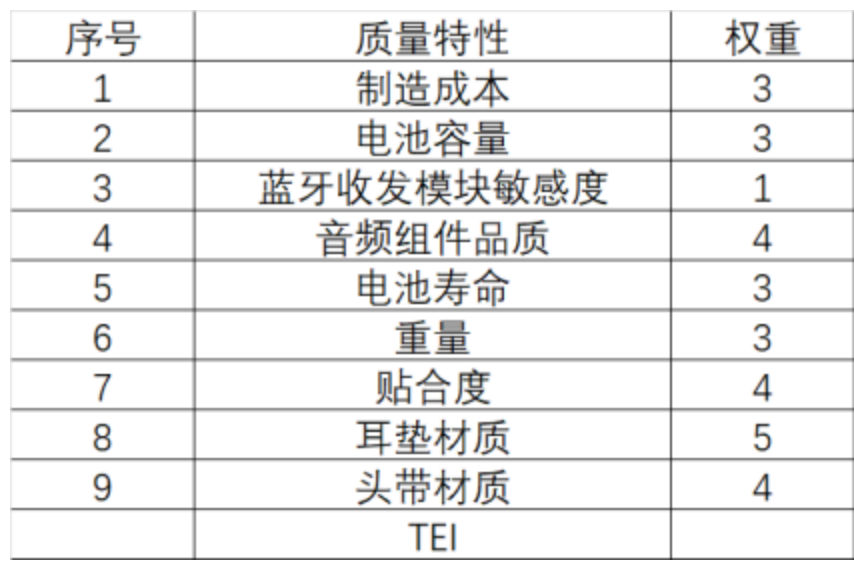 序号 质量特性 权重
1 制造成本 3
2 电池容量 3
3 蓝牙收发模块敏感度 1
4 音频组件品质 4
5 电池寿命 3
6 重量 3
7 贴合度 4
8 耳垫材质 5
9 头带材质 4
TEI